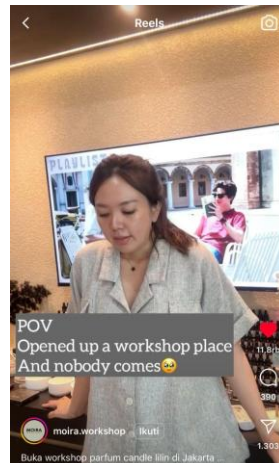 Reels
PLAYLIST
POV
Opened up a workshop place
And nobody comes🥹
11,8rb
390
1.303
MOIRA
moira.workshop
Ikuti
Buka workshop parfum candle lilin di Jakarta ...